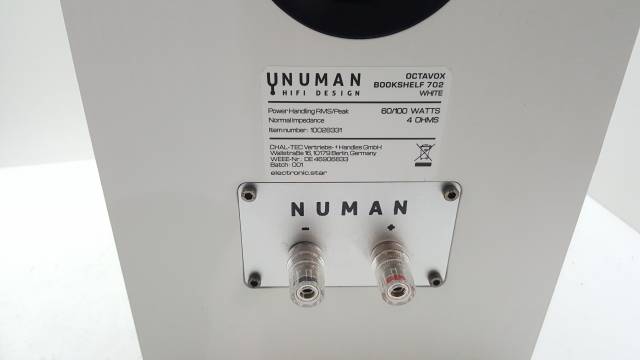 NUMAN
HIFI DESIGN
OCTAVOX
BOOKSHELF 702
WHITE
Power Handling RMS/Peak 60/100 WATTS
Normal Impedance 4 OHMS
Item number: 10028331
CHAL-TEC Vertriebs- + Handles GmbH
Wallstraße 16, 10179 Berlin, Germany
WEEE-Nr.: DE 46906833
Batch: 001
electronic.star
NUMAN
- +